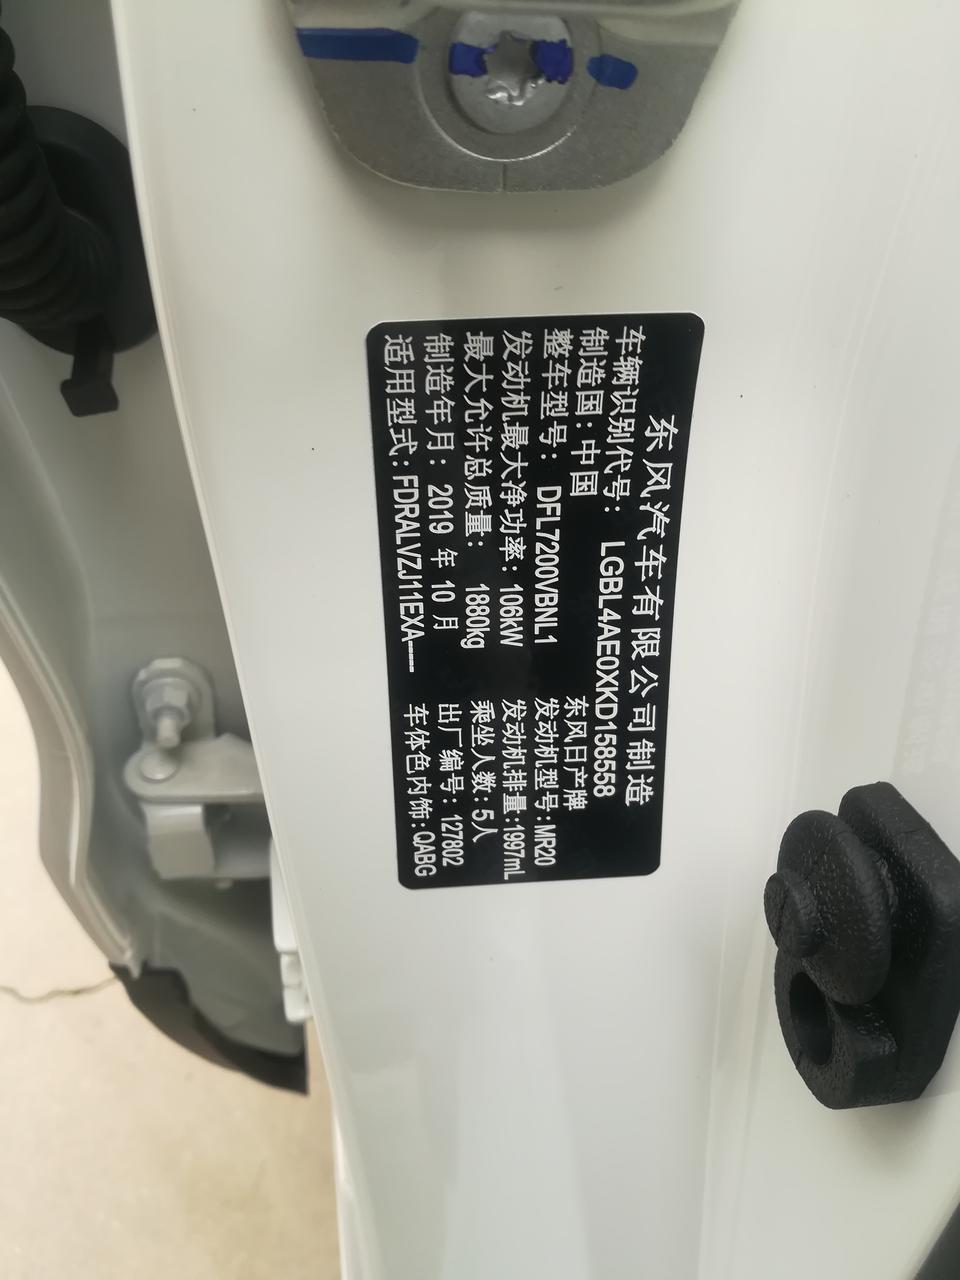 东风汽车有限公司制造
车辆识别代号： LGBL4AE0XKD158558
制造国：中国 东风日产牌
整车型号： DFL7200VBNL1 发动机型号：MR20
发动机最大净功率： 106kW 发动机排量：1997mL
最大允许总质量： 1880kg 乘坐人数：5人
制造年月： 2019 年 10 月 出厂编号：127802
适用型式：FDRALVZJ11EXA----- 车体色内饰：QABG